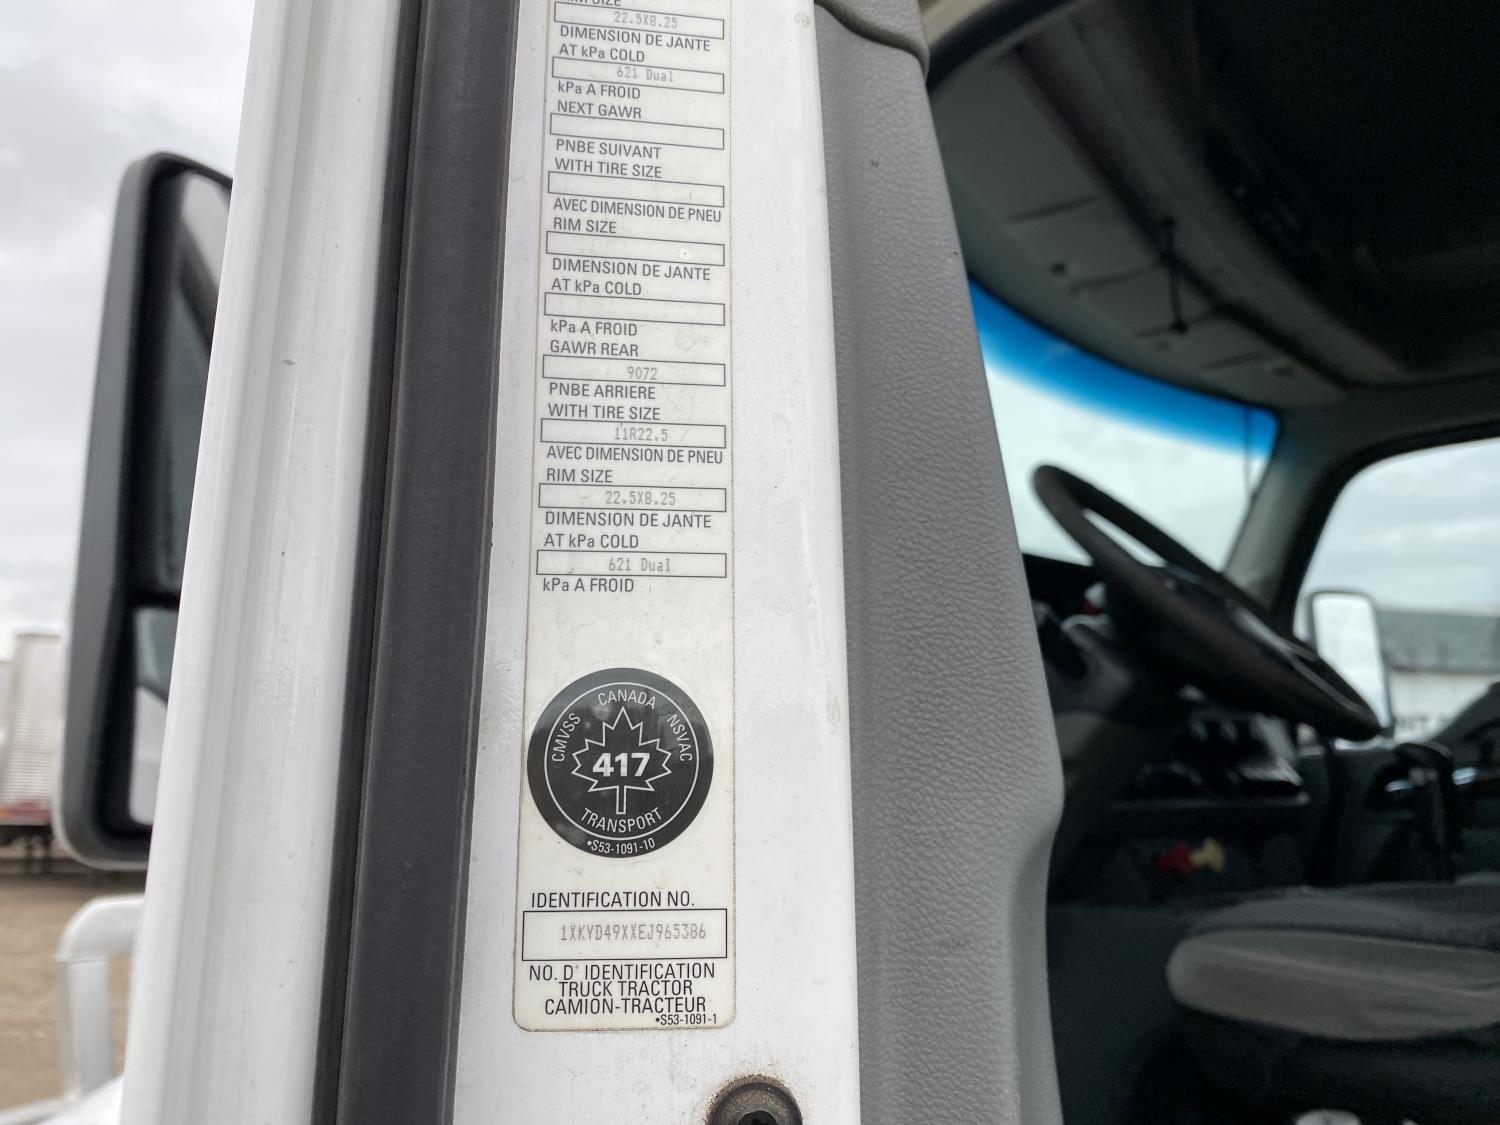 RIM SIZE
22.5X8.25
DIMENSION DE JANTE
AT kPa COLD
621 Dual
kPa A FROID
NEXT GAWR
PNBE SUIVANT
WITH TIRE SIZE
AVEC DIMENSION DE PNEU
RIM SIZE
DIMENSION DE JANTE
AT kPa COLD
kPa A FROID
GAWR REAR
9072
PNBE ARRIERE
WITH TIRE SIZE
11R22.5
AVEC DIMENSION DE PNEU
RIM SIZE
22.5X8.25
DIMENSION DE JANTE
AT kPa COLD
621 Dual
kPa A FROID
CMVSS CANADA NSVAC
417
TRANSPORT
•S53-1091-10
IDENTIFICATION NO.
1XKYD49XXEJ965386
NO. D' IDENTIFICATION
TRUCK TRACTOR
CAMION-TRACTEUR
•S53-1091-1